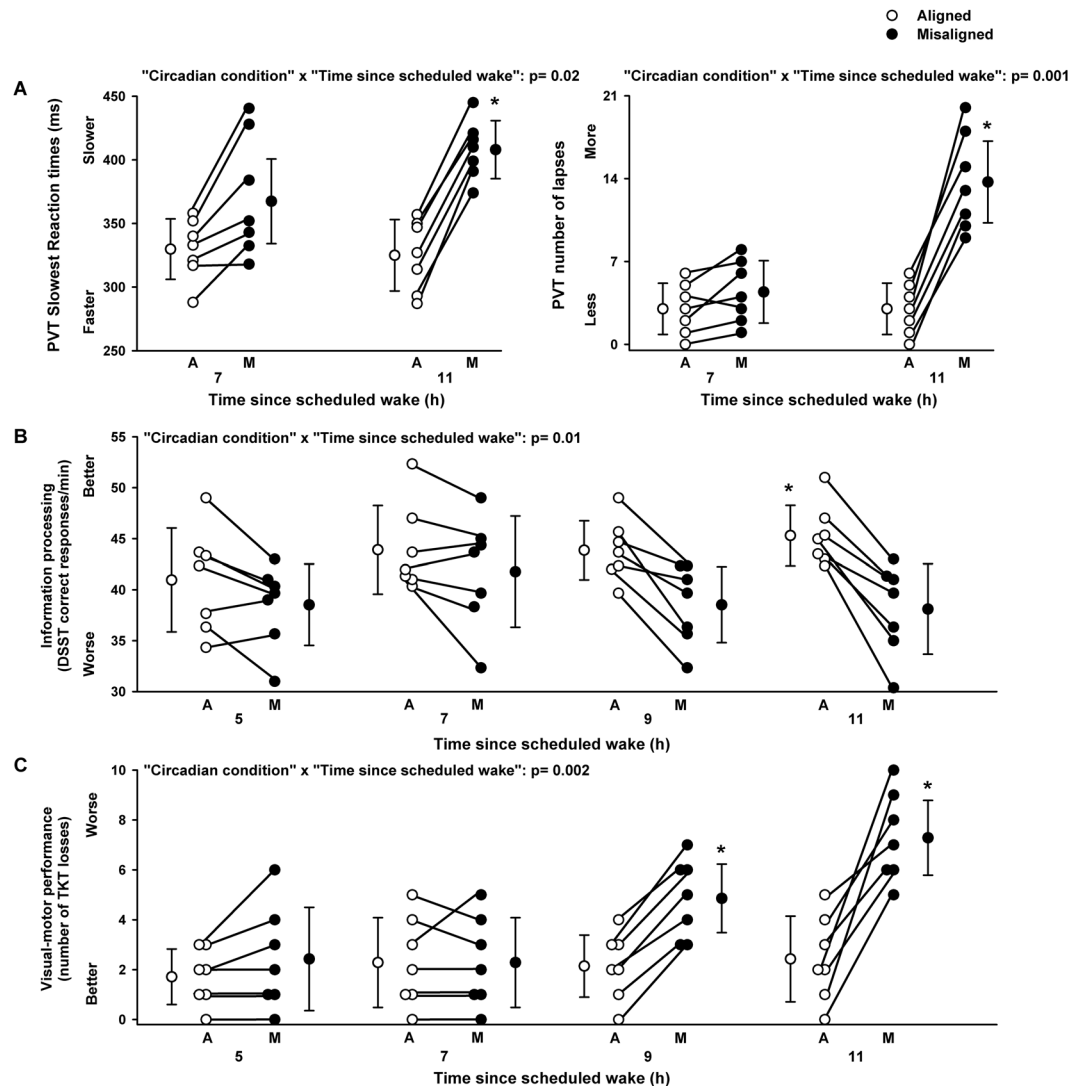 Aligned
Misaligned
A
"Circadian condition" x "Time since scheduled wake": p= 0.02
PVT Slowest Reaction times (ms)
Slower
Faster
450
400
350
300
250
*
A M A M
7 11
Time since scheduled wake (h)
"Circadian condition" x "Time since scheduled wake": p= 0.001
PVT number of lapses
More
Less
21
14
7
0
*
A M A M
7 11
Time since scheduled wake (h)
B
"Circadian condition" x "Time since scheduled wake": p= 0.01
Information processing
(DSST correct responses/min)
Better
Worse
55
50
45
40
35
30
*
A M A M A M A M
5 7 9 11
Time since scheduled wake (h)
C
"Circadian condition" x "Time since scheduled wake": p= 0.002
Visual-motor performance
(number of TKT losses)
Worse
Better
10
8
6
4
2
0
* *
A M A M A M A M
5 7 9 11
Time since scheduled wake (h)